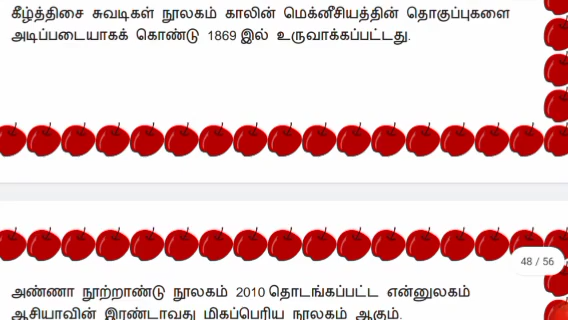 கீழ்த்திசை சுவடிகள் நூலகம் காலின் மெக்னீசியத்தின் தொகுப்புகளை
அடிப்படையாகக் கொண்டு 1869 இல் உருவாக்கப்பட்டது.
48 / 56
அண்ணா நூற்றாண்டு நூலகம் 2010 தொடங்கப்பட்ட என்னுலகம்
ஆசியாவின் இரண்டாவது மிகப்பெரிய நூலகம் ஆகும்.